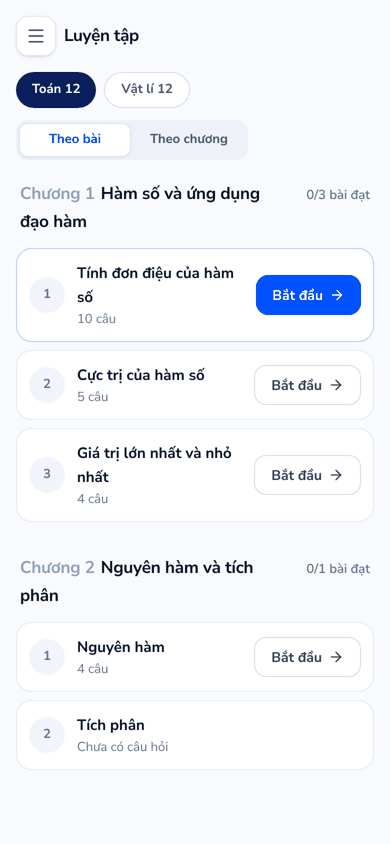 Luyện tập
Toán 12
Vật lí 12
Theo bài
Theo chương
Chương 1 Hàm số và ứng dụng
đạo hàm
0/3 bài đạt
1
Tính đơn điệu của hàm
số
10 câu
Bắt đầu →
2
Cực trị của hàm số
5 câu
Bắt đầu →
3
Giá trị lớn nhất và nhỏ
nhất
4 câu
Bắt đầu →
Chương 2 Nguyên hàm và tích
phân
0/1 bài đạt
1
Nguyên hàm
4 câu
Bắt đầu →
2
Tích phân
Chưa có câu hỏi